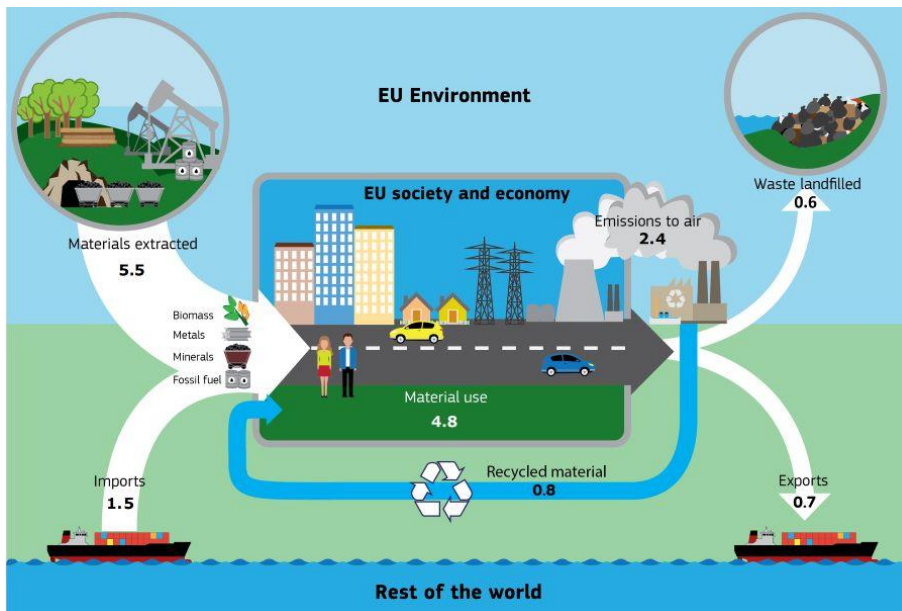 EU Environment
EU society and economy
Waste landfilled
0.6
Emissions to air
2.4
Materials extracted
5.5
Biomass
Metals
Minerals
Fossil fuel
Material use
4.8
Recycled material
0.8
Imports
1.5
Exports
0.7
Rest of the world